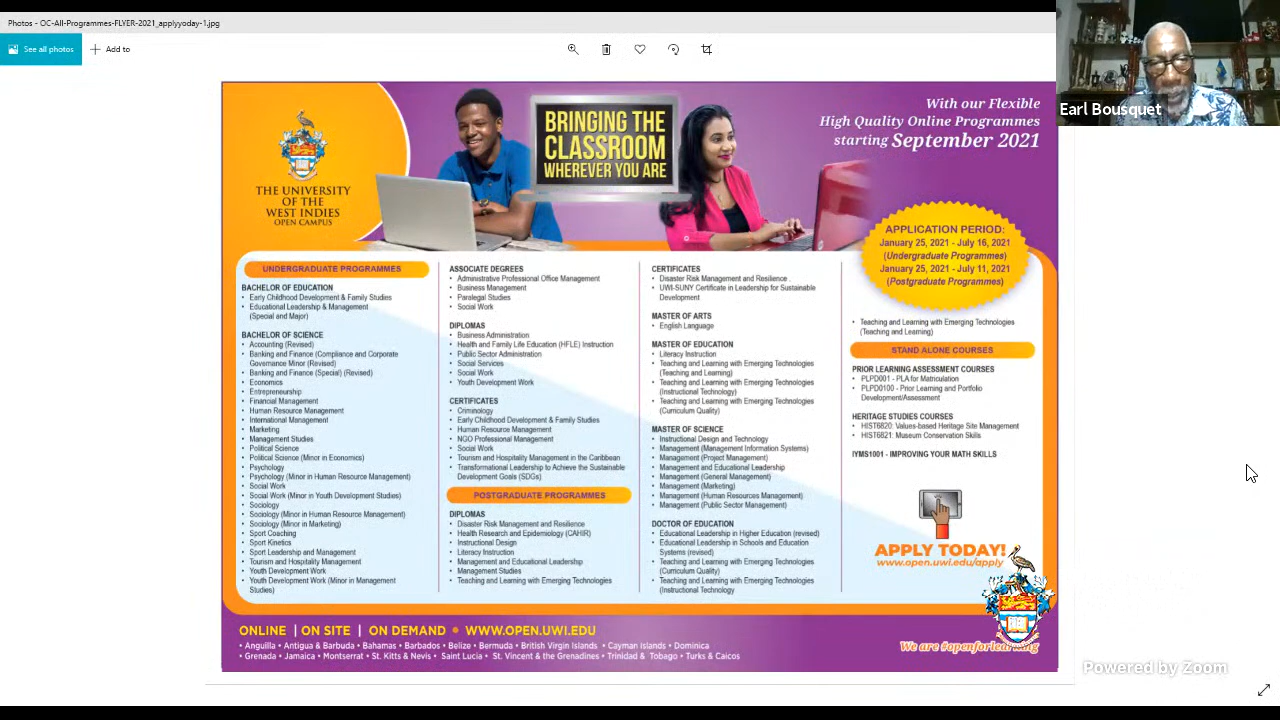 Photos - OC-All-Programmes-FLYER-2021_applyyoday-1.jpg
See all photos
Add to
Earl Bousquet
THE UNIVERSITY
OF THE
WEST INDIES
OPEN CAMPUS
BRINGING THE
CLASSROOM
WHEREVER YOU ARE
With our Flexible
High Quality Online Programmes
starting September 2021
APPLICATION PERIOD:
January 25, 2021 - July 16, 2021
(Undergraduate Programmes)
January 25, 2021 - July 11, 2021
(Postgraduate Programmes)
UNDERGRADUATE PROGRAMMES
BACHELOR OF EDUCATION
• Early Childhood Development & Family Studies
• Educational Leadership & Management
(Special and Major)
BACHELOR OF SCIENCE
• Accounting (Revised)
• Banking and Finance (Compliance and Corporate
Governance Minor (Revised)
• Banking and Finance (Special) (Revised)
• Economics
• Entrepreneurship
• Financial Management
• Human Resource Management
• International Management
• Marketing
• Management Studies
• Political Science
• Political Science (Minor in Economics)
• Psychology
• Psychology (Minor in Human Resource Management)
• Social Work
• Social Work (Minor in Youth Development Studies)
• Sociology
• Sociology (Minor in Human Resource Management)
• Sociology (Minor in Marketing)
• Sport Coaching
• Sport Kinetics
• Sport Leadership and Management
• Tourism and Hospitality Management
• Youth Development Work
• Youth Development Work (Minor in Management
Studies)
ASSOCIATE DEGREES
• Administrative Professional Office Management
• Business Management
• Paralegal Studies
• Social Work
DIPLOMAS
• Business Administration
• Health and Family Life Education (HFLE) Instruction
• Public Sector Administration
• Social Services
• Social Work
• Youth Development Work
CERTIFICATES
• Criminology
• Early Childhood Development & Family Studies
• Human Resource Management
• NGO Professional Management
• Social Work
• Tourism and Hospitality Management in the Caribbean
• Transformational Leadership to Achieve the Sustainable
Development Goals (SDGs)
POSTGRADUATE PROGRAMMES
DIPLOMAS
• Disaster Risk Management and Resilience
• Health Research and Epidemiology (CAHIR)
• Instructional Design
• Literacy Instruction
• Management and Educational Leadership
• Management Studies
• Teaching and Learning with Emerging Technologies
CERTIFICATES
• Disaster Risk Management and Resilience
• UWI-SUNY Certificate in Leadership for Sustainable
Development
MASTER OF ARTS
• English Language
MASTER OF EDUCATION
• Literacy Instruction
• Teaching and Learning with Emerging Technologies
(Teaching and Learning)
• Teaching and Learning with Emerging Technologies
(Instructional Technology)
• Teaching and Learning with Emerging Technologies
(Curriculum Quality)
MASTER OF SCIENCE
• Instructional Design and Technology
• Management (Management Information Systems)
• Management (Project Management)
• Management and Educational Leadership
• Management (General Management)
• Management (Marketing)
• Management (Human Resources Management)
• Management (Public Sector Management)
DOCTOR OF EDUCATION
• Educational Leadership in Higher Education (revised)
• Educational Leadership in Schools and Education
Systems (revised)
• Teaching and Learning with Emerging Technologies
(Curriculum Quality)
• Teaching and Learning with Emerging Technologies
(Instructional Technology
• Teaching and Learning with Emerging Technologies
(Teaching and Learning)
STAND ALONE COURSES
PRIOR LEARNING ASSESSMENT COURSES
• PLPD001 - PLA for Matriculation
• PLPD0100 - Prior Learning and Portfolio
Development/Assessment
HERITAGE STUDIES COURSES
• HIST6820: Values-based Heritage Site Management
• HIST6821: Museum Conservation Skills
IYMS1001 - IMPROVING YOUR MATH SKILLS
APPLY TODAY!
www.open.uwi.edu/apply
ONLINE | ON SITE | ON DEMAND • WWW.OPEN.UWI.EDU
• Anguilla • Antigua & Barbuda • Bahamas • Barbados • Belize • Bermuda • British Virgin Islands • Cayman Islands • Dominica
• Grenada • Jamaica • Montserrat • St. Kitts & Nevis • Saint Lucia • St. Vincent & the Grenadines • Trinidad & Tobago • Turks & Caicos
We are #openforlearning
Powered by Zoom